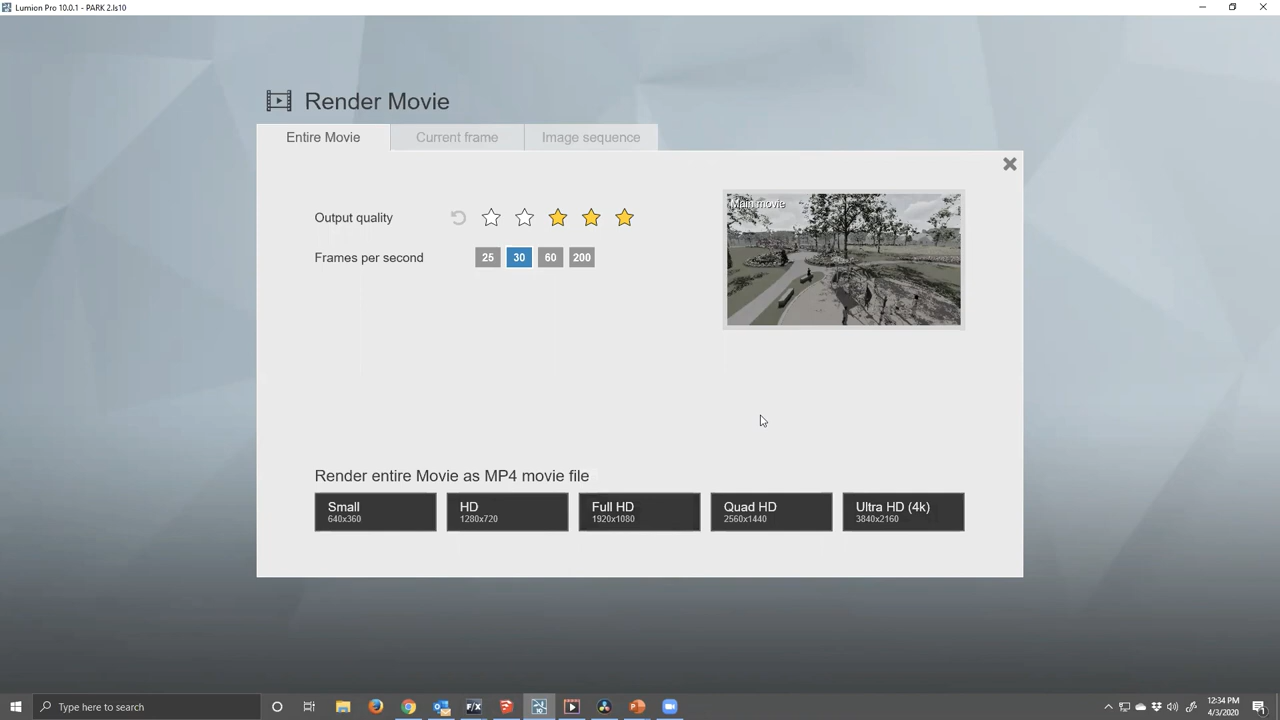 Lumion Pro 10.0.1 - PARK 2.ls10
Render Movie
Entire Movie
Current frame
Image sequence
Output quality
Main movie
Frames per second
25
30
60
200
Render entire Movie as MP4 movie file
Small
640x360
HD
1280x720
Full HD
1920x1080
Quad HD
2560x1440
Ultra HD (4k)
3840x2160
Type here to search
F/X
10
P
12:34 PM
4/3/2020
1